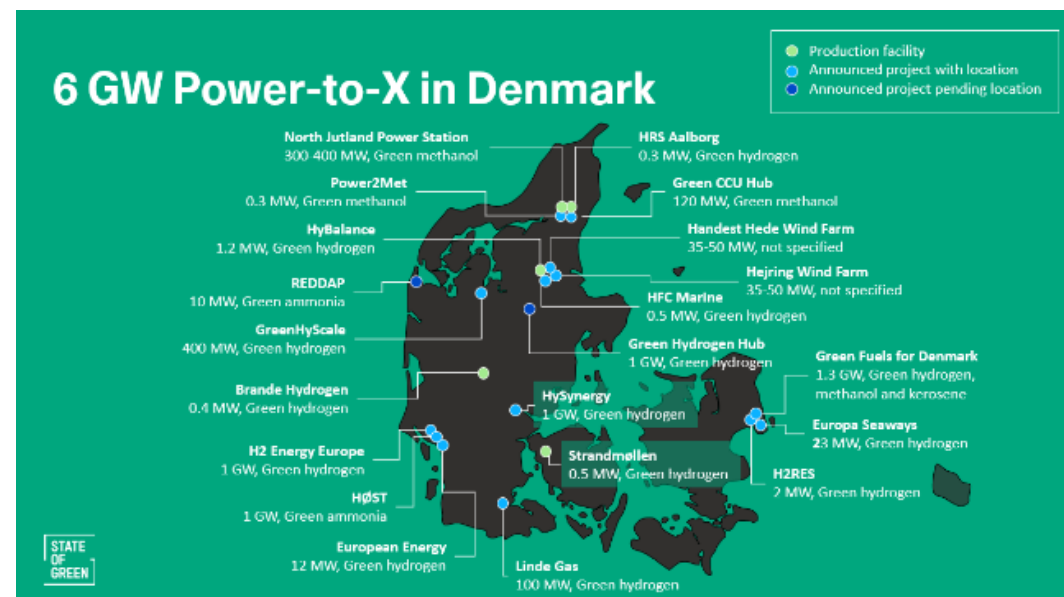 Production facility
Announced project with location
Announced project pending location
6 GW Power-to-X in Denmark
North Jutland Power Station
300-400 MW, Green methanol
HRS Aalborg
0.3 MW, Green hydrogen
Power2Met
0.3 MW, Green methanol
Green CCU Hub
120 MW, Green methanol
HyBalance
1.2 MW, Green hydrogen
Handest Hede Wind Farm
35-50 MW, not specified
REDDAP
10 MW, Green ammonia
Hejring Wind Farm
35-50 MW, not specified
HFC Marine
0.5 MW, Green hydrogen
GreenHyScale
400 MW, Green hydrogen
Green Hydrogen Hub
1 GW, Green hydrogen
Green Fuels for Denmark
1.3 GW, Green hydrogen,
methanol and kerosene
Brande Hydrogen
0.4 MW, Green hydrogen
HySynergy
1 GW, Green hydrogen
Europa Seaways
23 MW, Green hydrogen
H2 Energy Europe
1 GW, Green hydrogen
Strandmøllen
0.5 MW, Green hydrogen
H2RES
2 MW, Green hydrogen
HØST
1 GW, Green ammonia
European Energy
12 MW, Green hydrogen
Linde Gas
100 MW, Green hydrogen
STATE
OF
GREEN